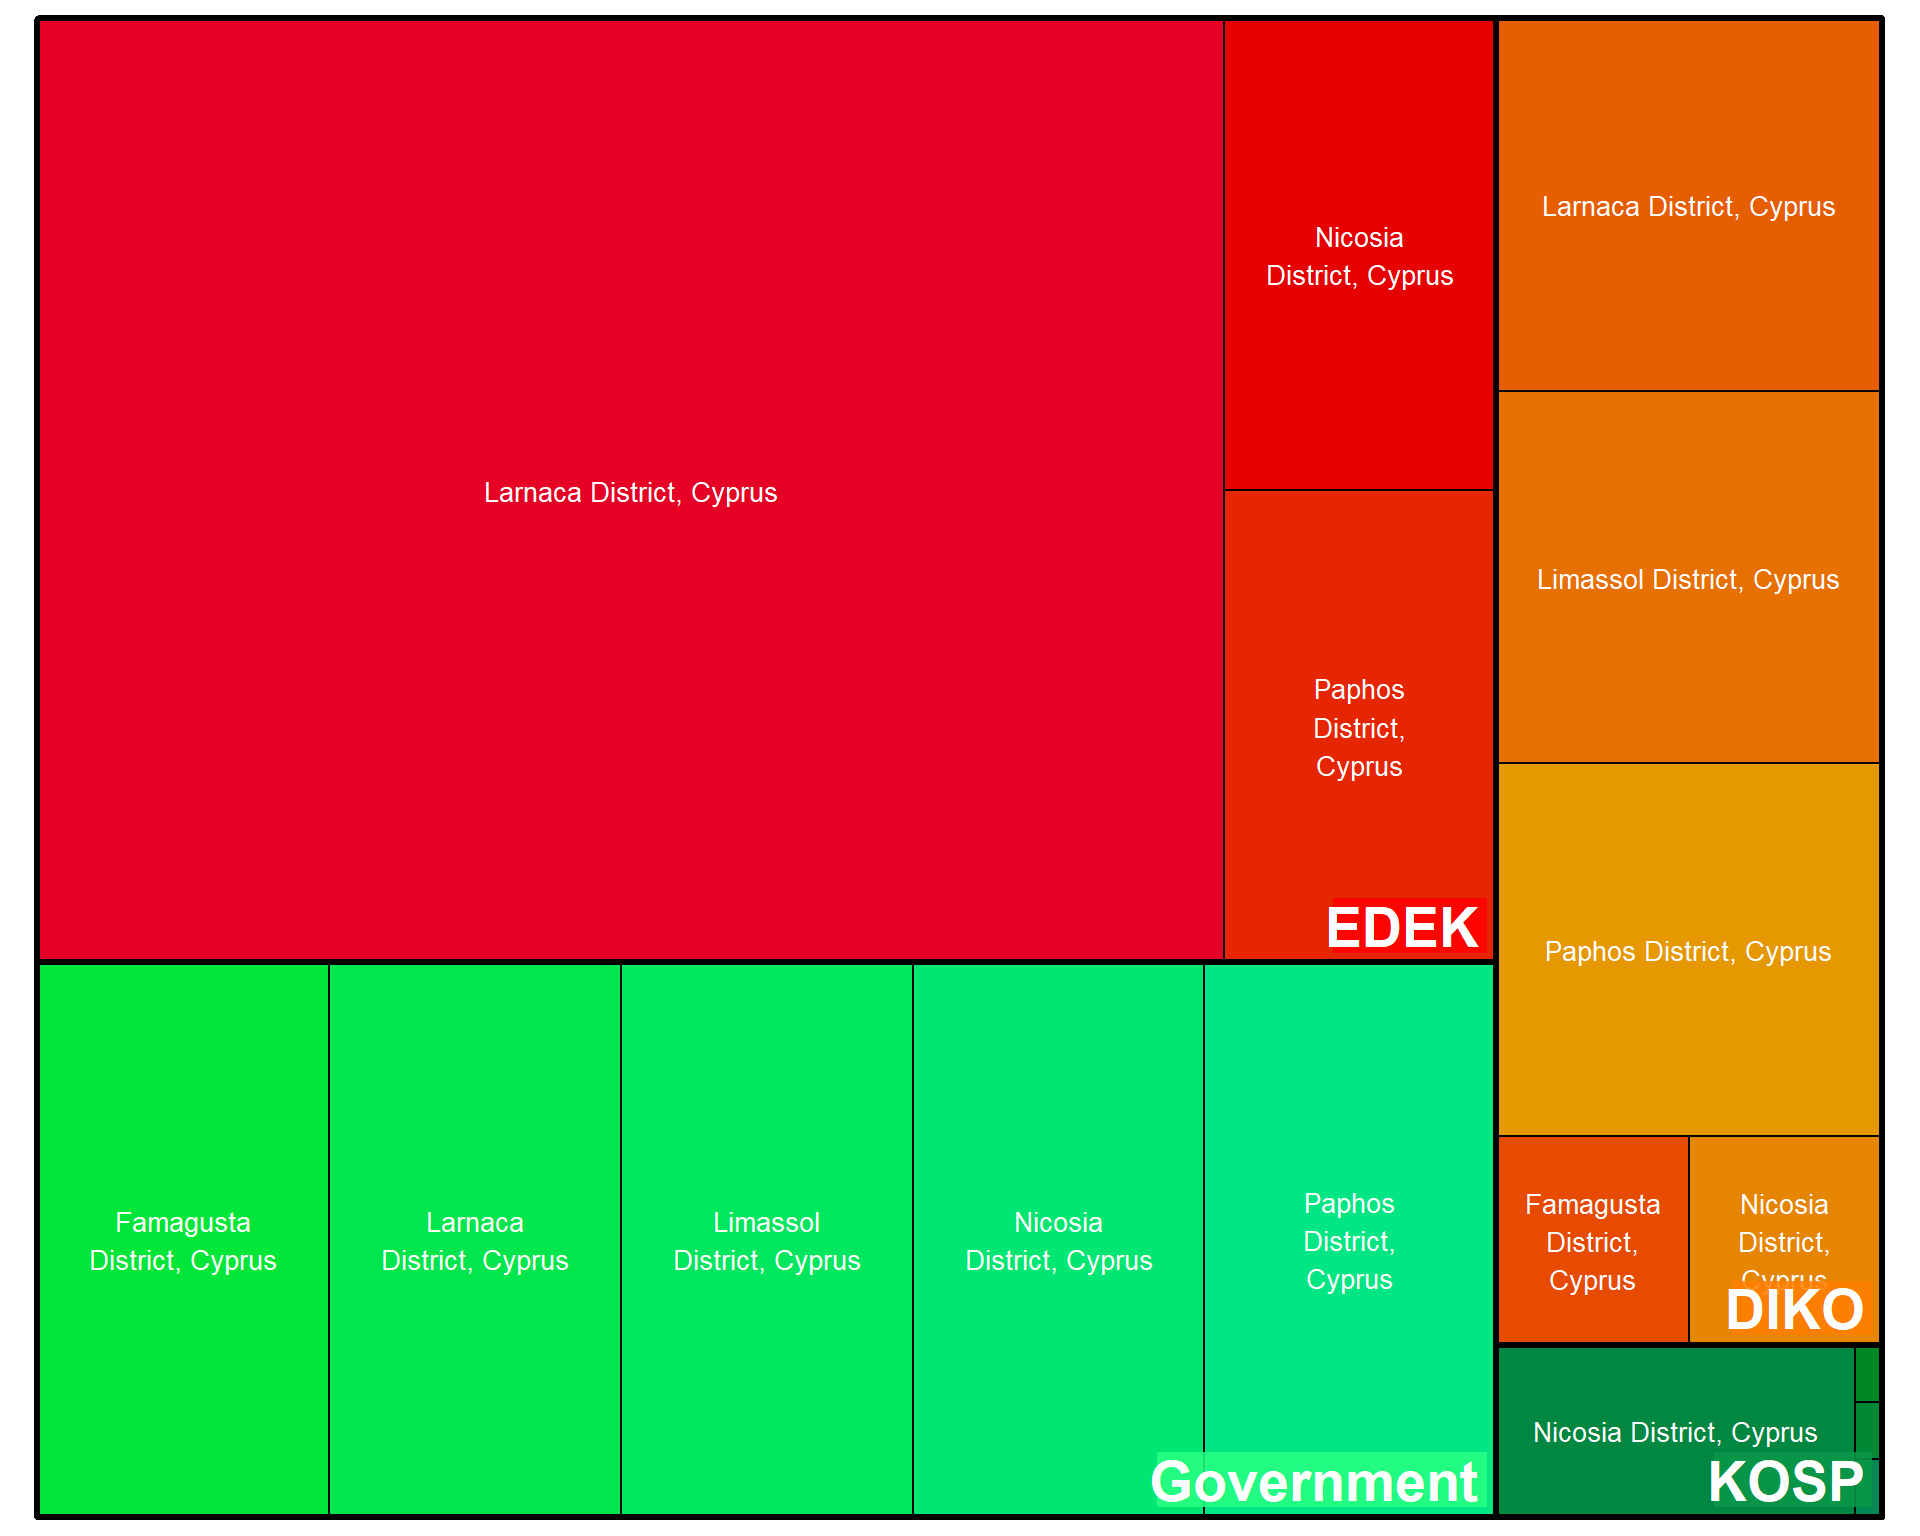 Larnaca District, Cyprus
Nicosia
District, Cyprus
Paphos
District,
Cyprus
EDEK
Larnaca District, Cyprus
Limassol District, Cyprus
Paphos District, Cyprus
Famagusta
District,
Cyprus
Nicosia
District,
Cyprus
DIKO
Famagusta
District, Cyprus
Larnaca
District, Cyprus
Limassol
District, Cyprus
Nicosia
District, Cyprus
Paphos
District,
Cyprus
Government
Nicosia District, Cyprus
KOSP